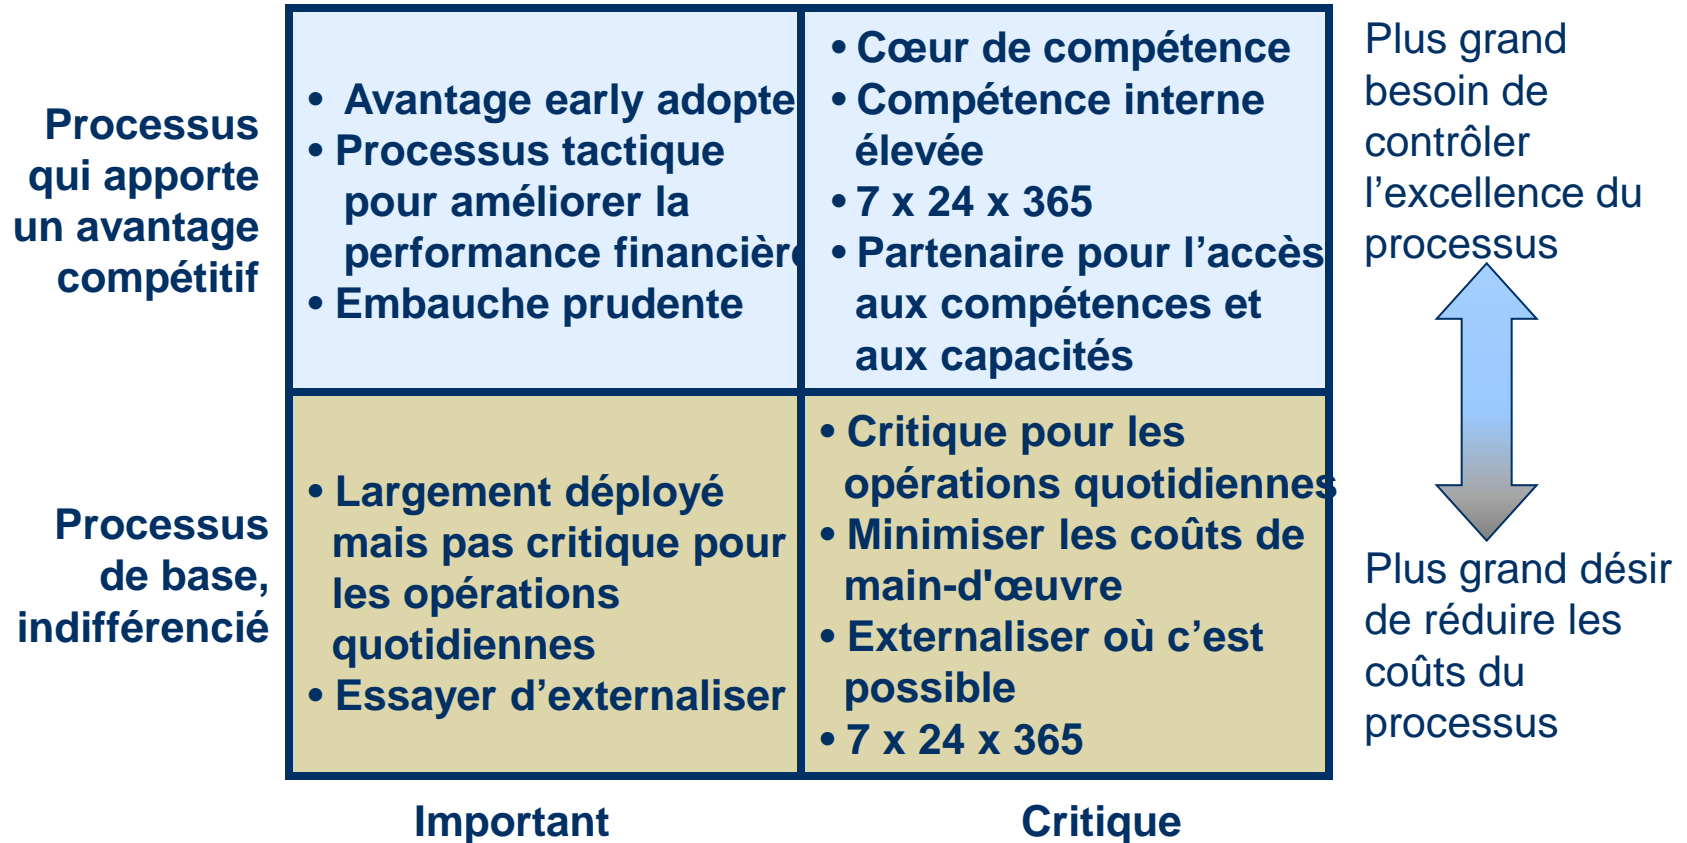 Processus
qui apporte
un avantage
compétitif
• Avantage early adopte
• Processus tactique
pour améliorer la
performance financière
• Embauche prudente
• Cœur de compétence
• Compétence interne
élevée
• 7 x 24 x 365
• Partenaire pour l’accès
aux compétences et
aux capacités
Plus grand
besoin de
contrôler
l’excellence du
processus
Processus
de base,
indifférencié
• Largement déployé
mais pas critique pour
les opérations
quotidiennes
• Essayer d’externaliser
• Critique pour les
opérations quotidiennes
• Minimiser les coûts de
main-d'œuvre
• Externaliser où c’est
possible
• 7 x 24 x 365
Plus grand désir
de réduire les
coûts du
processus
Important
Critique